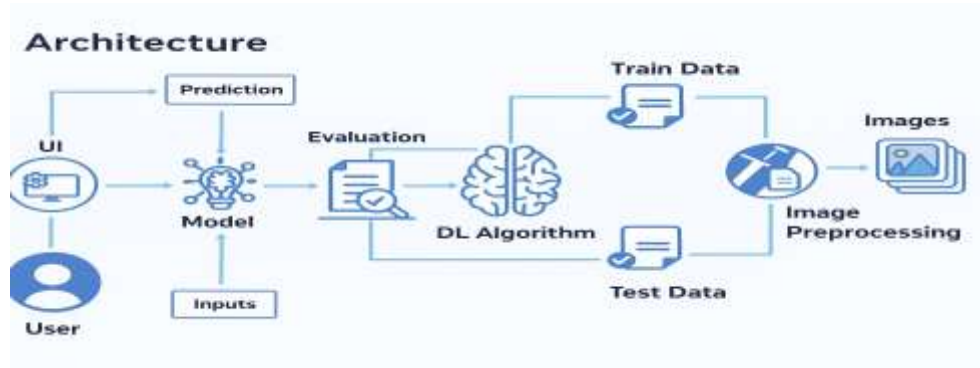 Architecture
Prediction
Train Data
Evaluation
Images
UI
Model
DL Algorithm
Image
Preprocessing
Inputs
Test Data
User